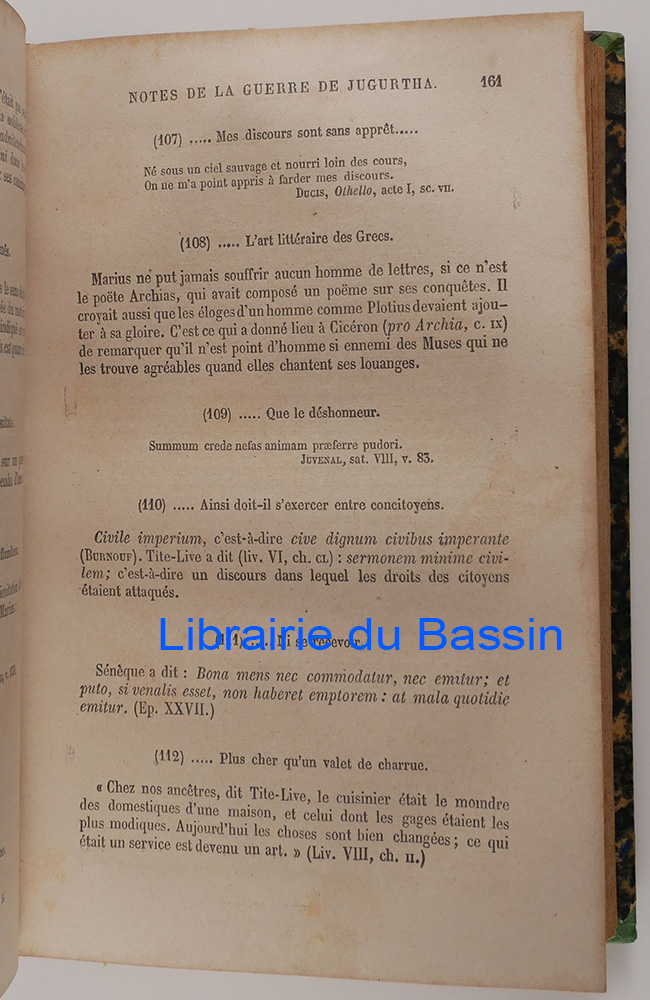 NOTES DE LA GUERRE DE JUGURTHA. 161
(107) ..... Mes discours sont sans apprêt.....
Né sous un ciel sauvage et nourri loin des cours,
On ne m'a point appris à farder mes discours.
DUCIS, Othello, acte I, sc. VII.
(108) ..... L'art littéraire des Grecs.
Marius ne put jamais souffrir aucun homme de lettres, si ce n'est
le poëte Archias, qui avait composé un poëme sur ses conquêtes. Il
croyait aussi que les éloges d'un homme comme Plotius devaient ajou-
ter à sa gloire. C'est ce qui a donné lieu à Cicéron (pro Archia, c. IX)
de remarquer qu'il n'est point d'homme si ennemi des Muses qui ne
les trouve agréables quand elles chantent ses louanges.
(109) ..... Que le déshonneur.
Summum crede nefas animam præferre pudori.
JUVENAL, sat. VIII, v. 83.
(110) ..... Ainsi doit-il s'exercer entre concitoyens.
Civile imperium, c'est-à-dire cive dignum civibus imperante
(BURNOUF). Tite-Live a dit (liv. VI, ch. CL) : sermonem minime civi-
lem; c'est-à-dire un discours dans lequel les droits des citoyens
étaient attaqués.
Librairie du Bassin
(111) ..... Ni se recevoir.
Sénèque a dit : Bona mens nec commodatur, nec emitur; et
puto, si venalis esset, non haberet emptorem : at mala quotidie
emitur. (Ep. XXVII.)
(112) ..... Plus cher qu'un valet de charrue.
« Chez nos ancêtres, dit Tite-Live, le cuisinier était le moindre
des domestiques d'une maison, et celui dont les gages étaient les
plus modiques. Aujourd'hui les choses sont bien changées; ce qui
était un service est devenu un art. » (Liv. VIII, ch. II.)